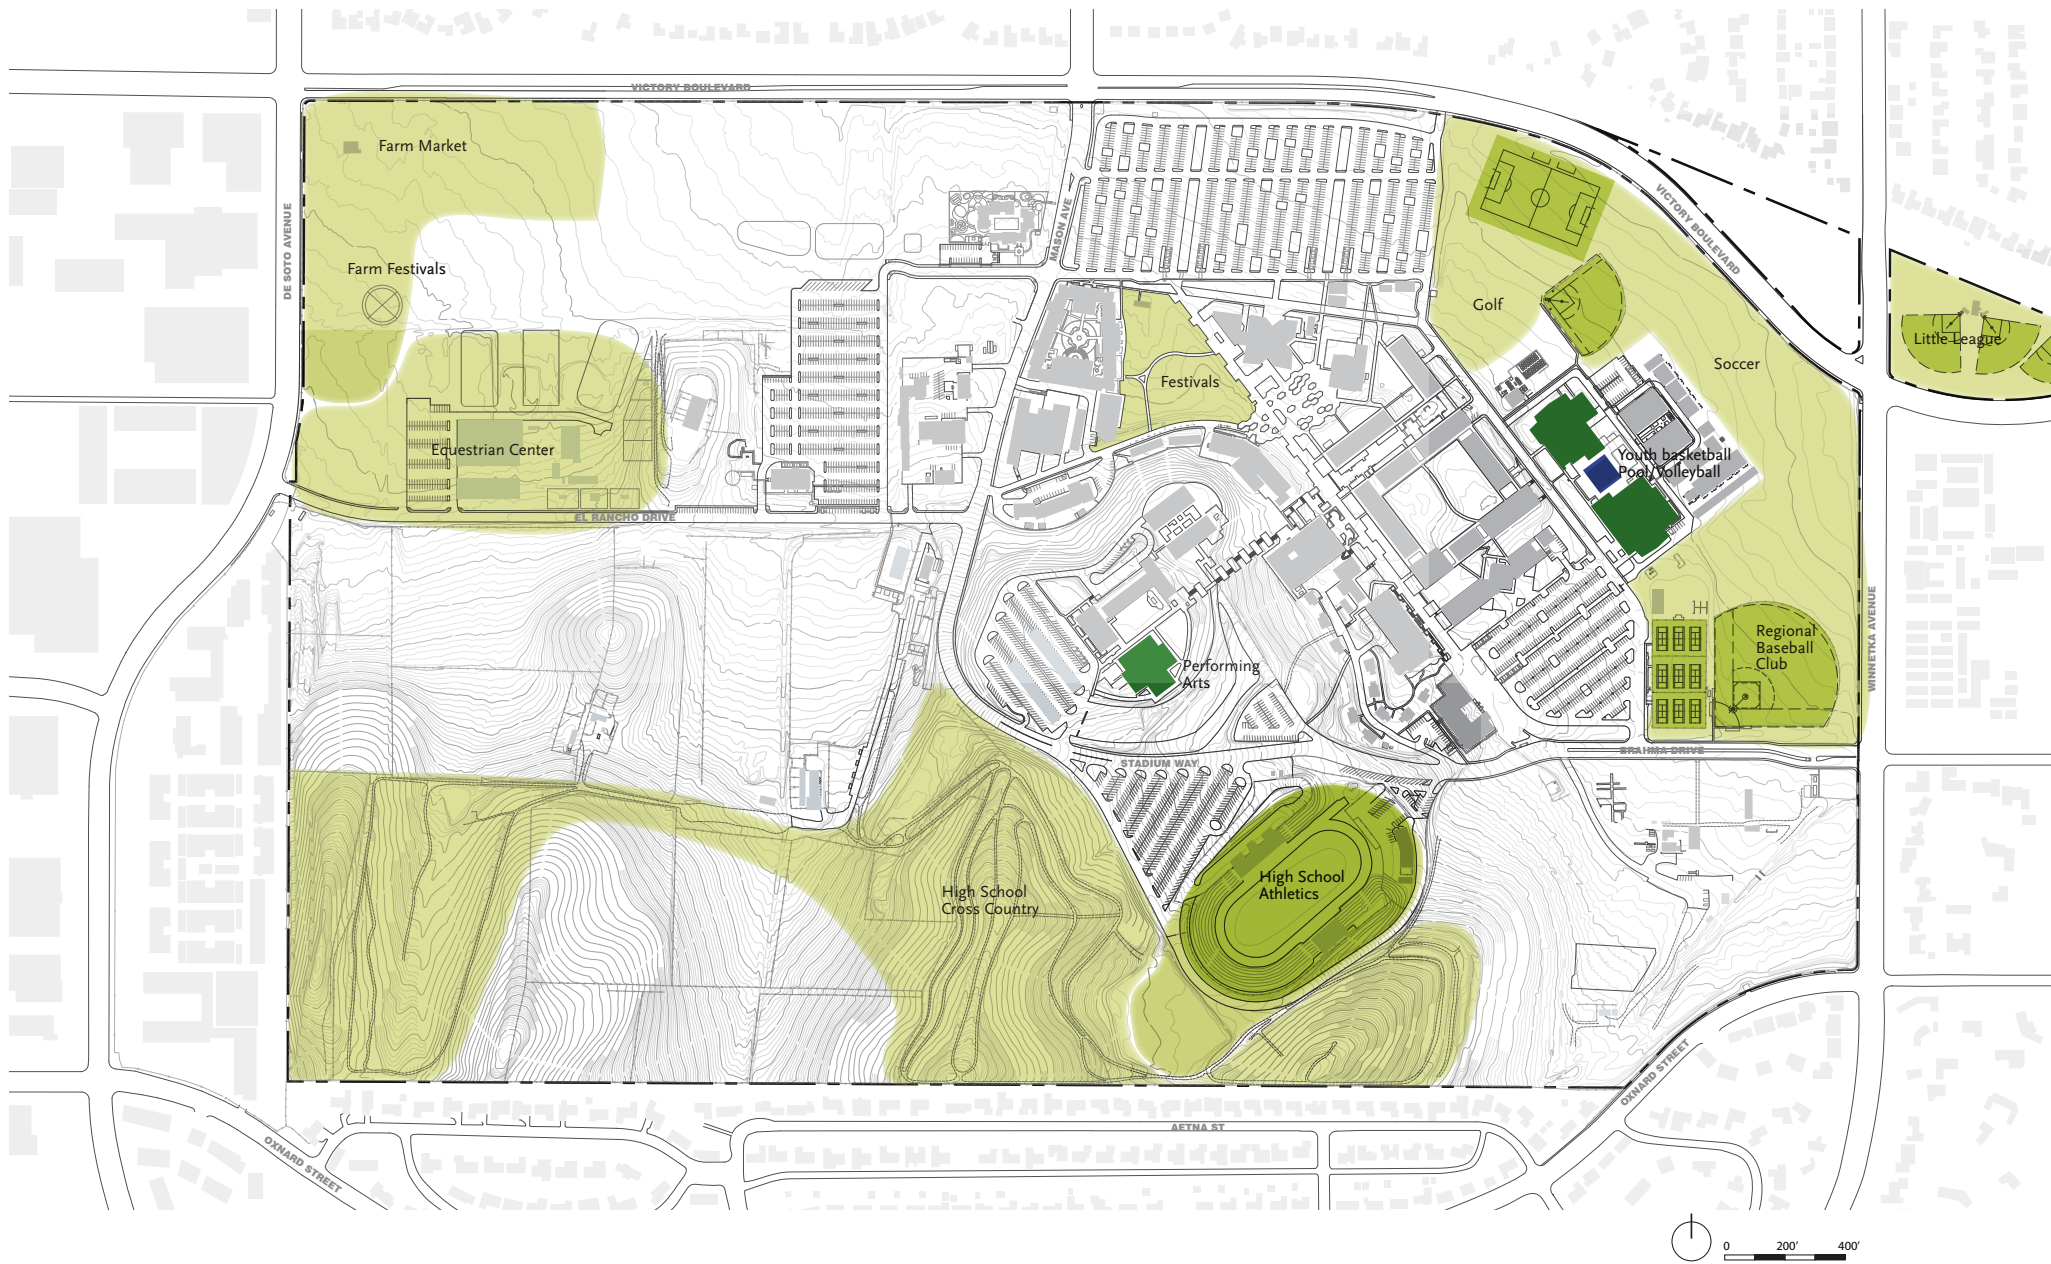 VICTORY BOULEVARD
Farm Market
DE SOTO AVENUE
MASON AVE
VICTORY BOULEVARD
Farm Festivals
Golf
Little League
Soccer
Festivals
Equestrian Center
Youth basketball
Pool/Volleyball
EL RANCHO DRIVE
WINNETKA AVENUE
Regional
Baseball
Club
Performing
Arts
BRAHMA DRIVE
STADIUM WAY
High School
Athletics
High School
Cross Country
OXNARD STREET
AETNA ST
OXNARD STREET
0 200' 400'